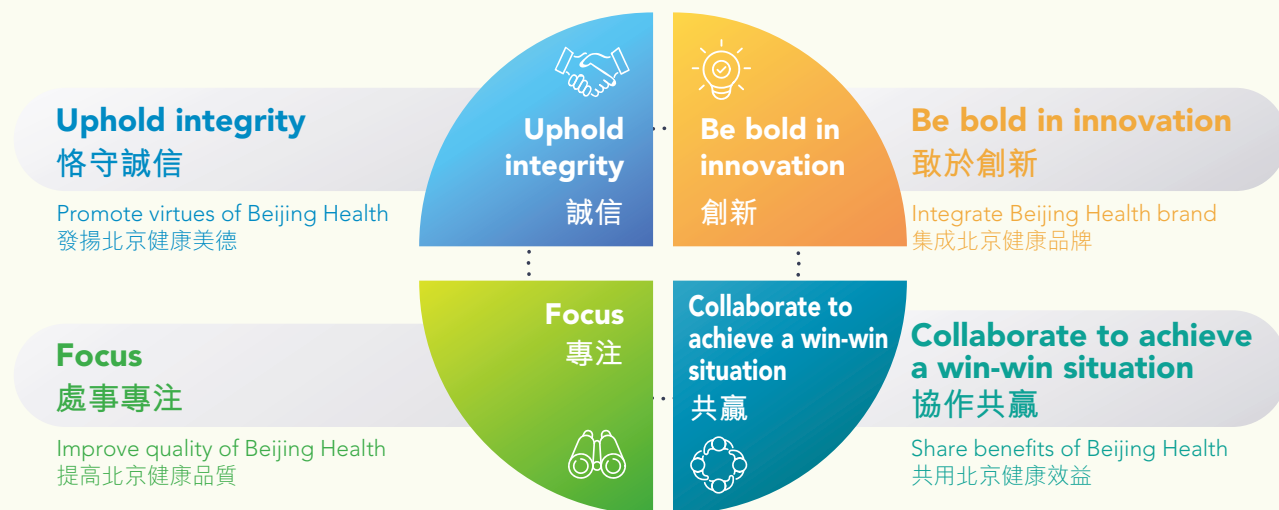 Uphold integrity
恪守誠信
Promote virtues of Beijing Health
發揚北京健康美德
Uphold
integrity
誠信
Be bold in
innovation
創新
Be bold in innovation
敢於創新
Integrate Beijing Health brand
集成北京健康品牌
Focus
處事專注
Improve quality of Beijing Health
提高北京健康品質
Focus
專注
Collaborate to
achieve a win-win
situation
共贏
Collaborate to achieve
a win-win situation
協作共贏
Share benefits of Beijing Health
共用北京健康效益